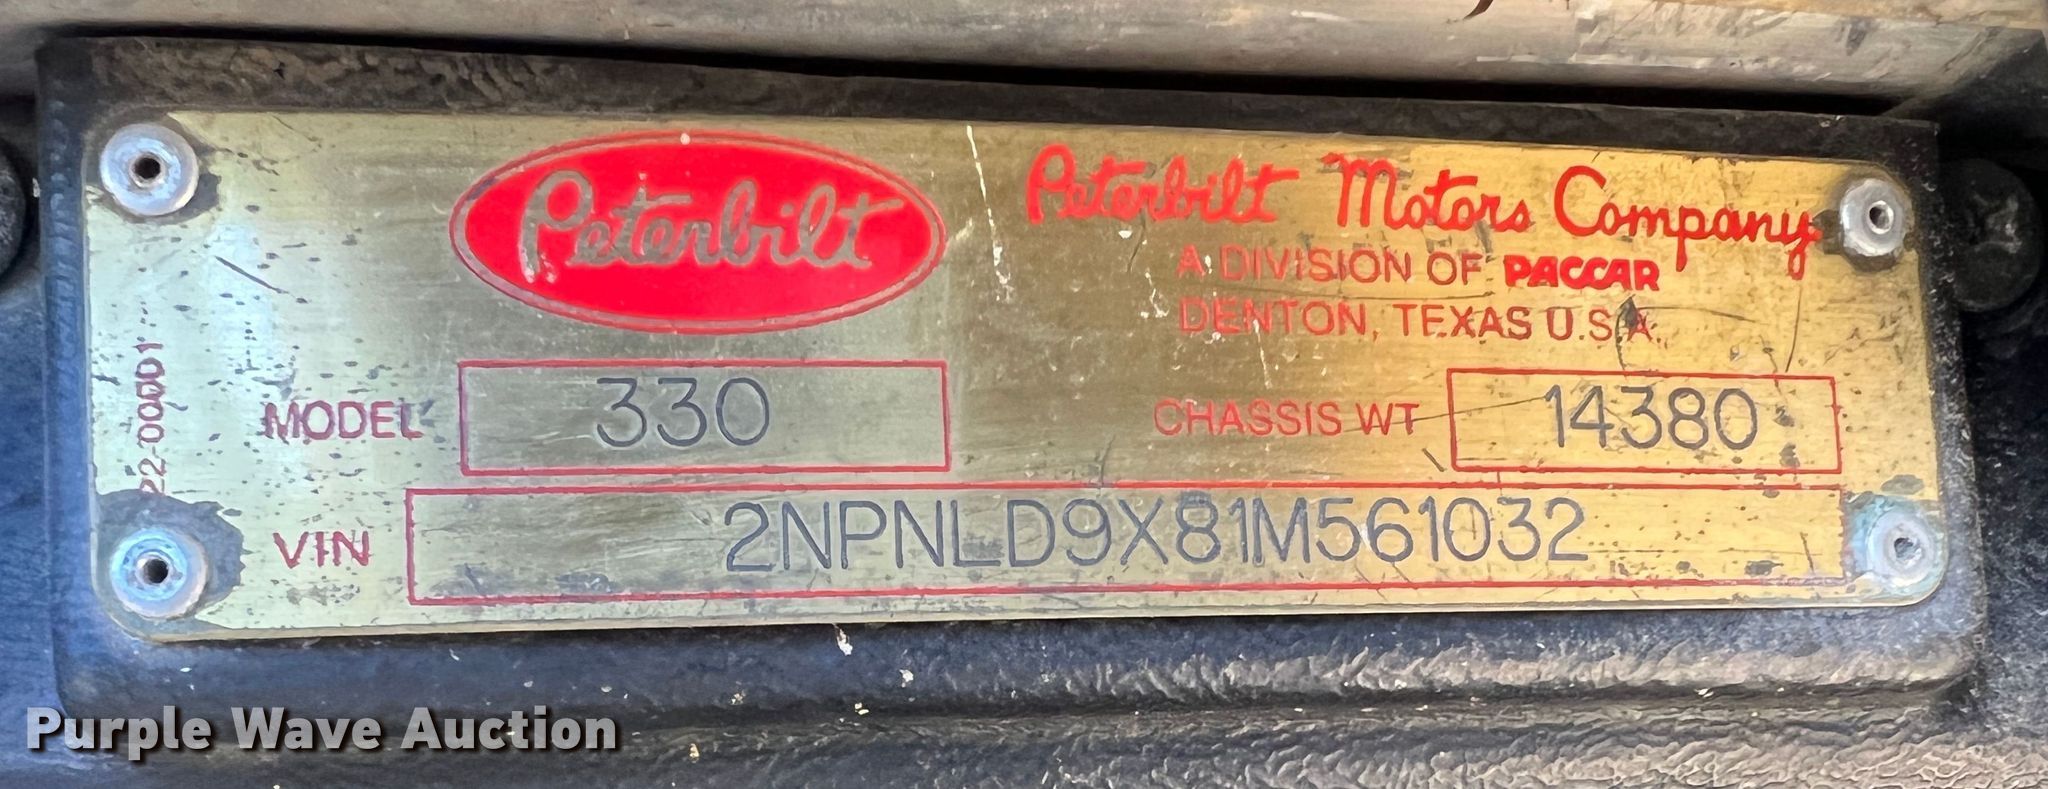 Peterbilt
Peterbilt Motors Company
A DIVISION OF PACCAR
DENTON, TEXAS U.S.A.
22-00001
MODEL 330
CHASSIS WT 14380
VIN 2NPNLD9X81M561032
Purple Wave Auction